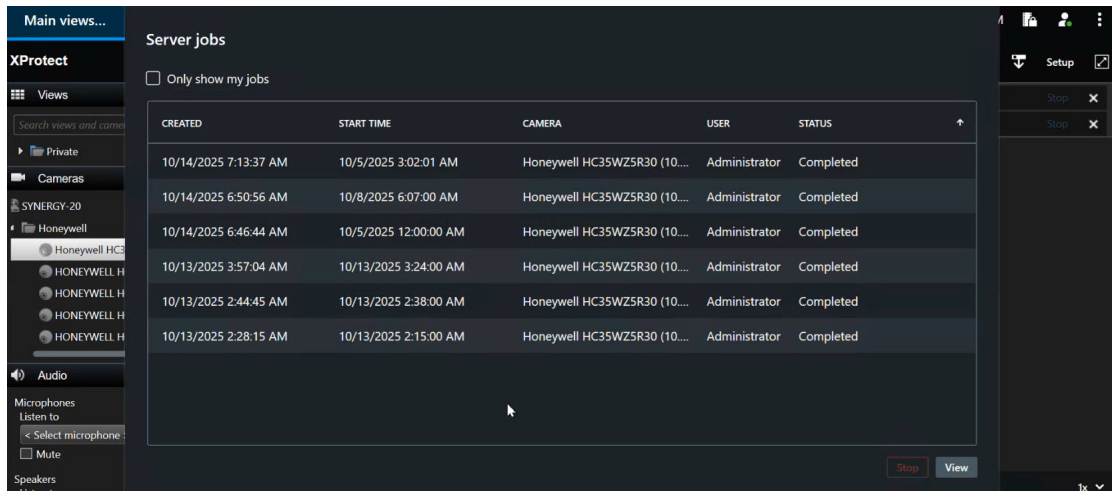 Main views...
XProtect
Views
Search views and came
Private
Cameras
SYNERGY-20
Honeywell
Honeywell HC3
HONEYWELL H
HONEYWELL H
HONEYWELL H
HONEYWELL H
Audio
Microphones
Listen to
< Select microphone
Mute
Speakers
Server jobs
Only show my jobs
CREATED START TIME CAMERA USER STATUS
10/14/2025 7:13:37 AM 10/5/2025 3:02:01 AM Honeywell HC35WZ5R30 (10.... Administrator Completed
10/14/2025 6:50:56 AM 10/8/2025 6:07:00 AM Honeywell HC35WZ5R30 (10.... Administrator Completed
10/14/2025 6:46:44 AM 10/5/2025 12:00:00 AM Honeywell HC35WZ5R30 (10.... Administrator Completed
10/13/2025 3:57:04 AM 10/13/2025 3:24:00 AM Honeywell HC35WZ5R30 (10.... Administrator Completed
10/13/2025 2:44:45 AM 10/13/2025 2:38:00 AM Honeywell HC35WZ5R30 (10.... Administrator Completed
10/13/2025 2:28:15 AM 10/13/2025 2:15:00 AM Honeywell HC35WZ5R30 (10.... Administrator Completed
Stop View
M
Setup
Stop
Stop
1x